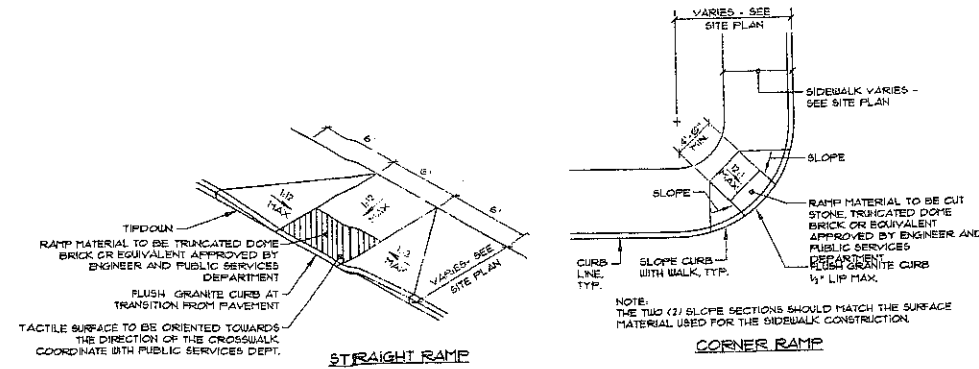 6'
6'
6'
1:12
MAX
1:12
MAX
1:12
MAX
VARIES - SEE
SITE PLAN
TIPDOWN
RAMP MATERIAL TO BE TRUNCATED DOME
BRICK OR EQUIVALENT APPROVED BY
ENGINEER AND PUBLIC SERVICES
DEPARTMENT
FLUSH GRANITE CURB AT
TRANSITION FROM PAVEMENT
TACTILE SURFACE TO BE ORIENTED TOWARDS
THE DIRECTION OF THE CROSSWALK,
COORDINATE WITH PUBLIC SERVICES DEPT.
STRAIGHT RAMP
VARIES - SEE
SITE PLAN
SIDEWALK VARIES -
SEE SITE PLAN
MIN.
SLOPE
12:1
MAX
SLOPE
RAMP MATERIAL TO BE CUT
STONE, TRUNCATED DOME
BRICK OR EQUIVALENT
APPROVED BY ENGINEER AND
PUBLIC SERVICES
DEPARTMENT
FLUSH GRANITE CURB
LIP MAX.
CURB
LINE,
TYP.
SLOPE CURB
WITH WALK, TYP.
NOTE:
THE TWO (2) SLOPE SECTIONS SHOULD MATCH THE SURFACE
MATERIAL USED FOR THE SIDEWALK CONSTRUCTION.
CORNER RAMP